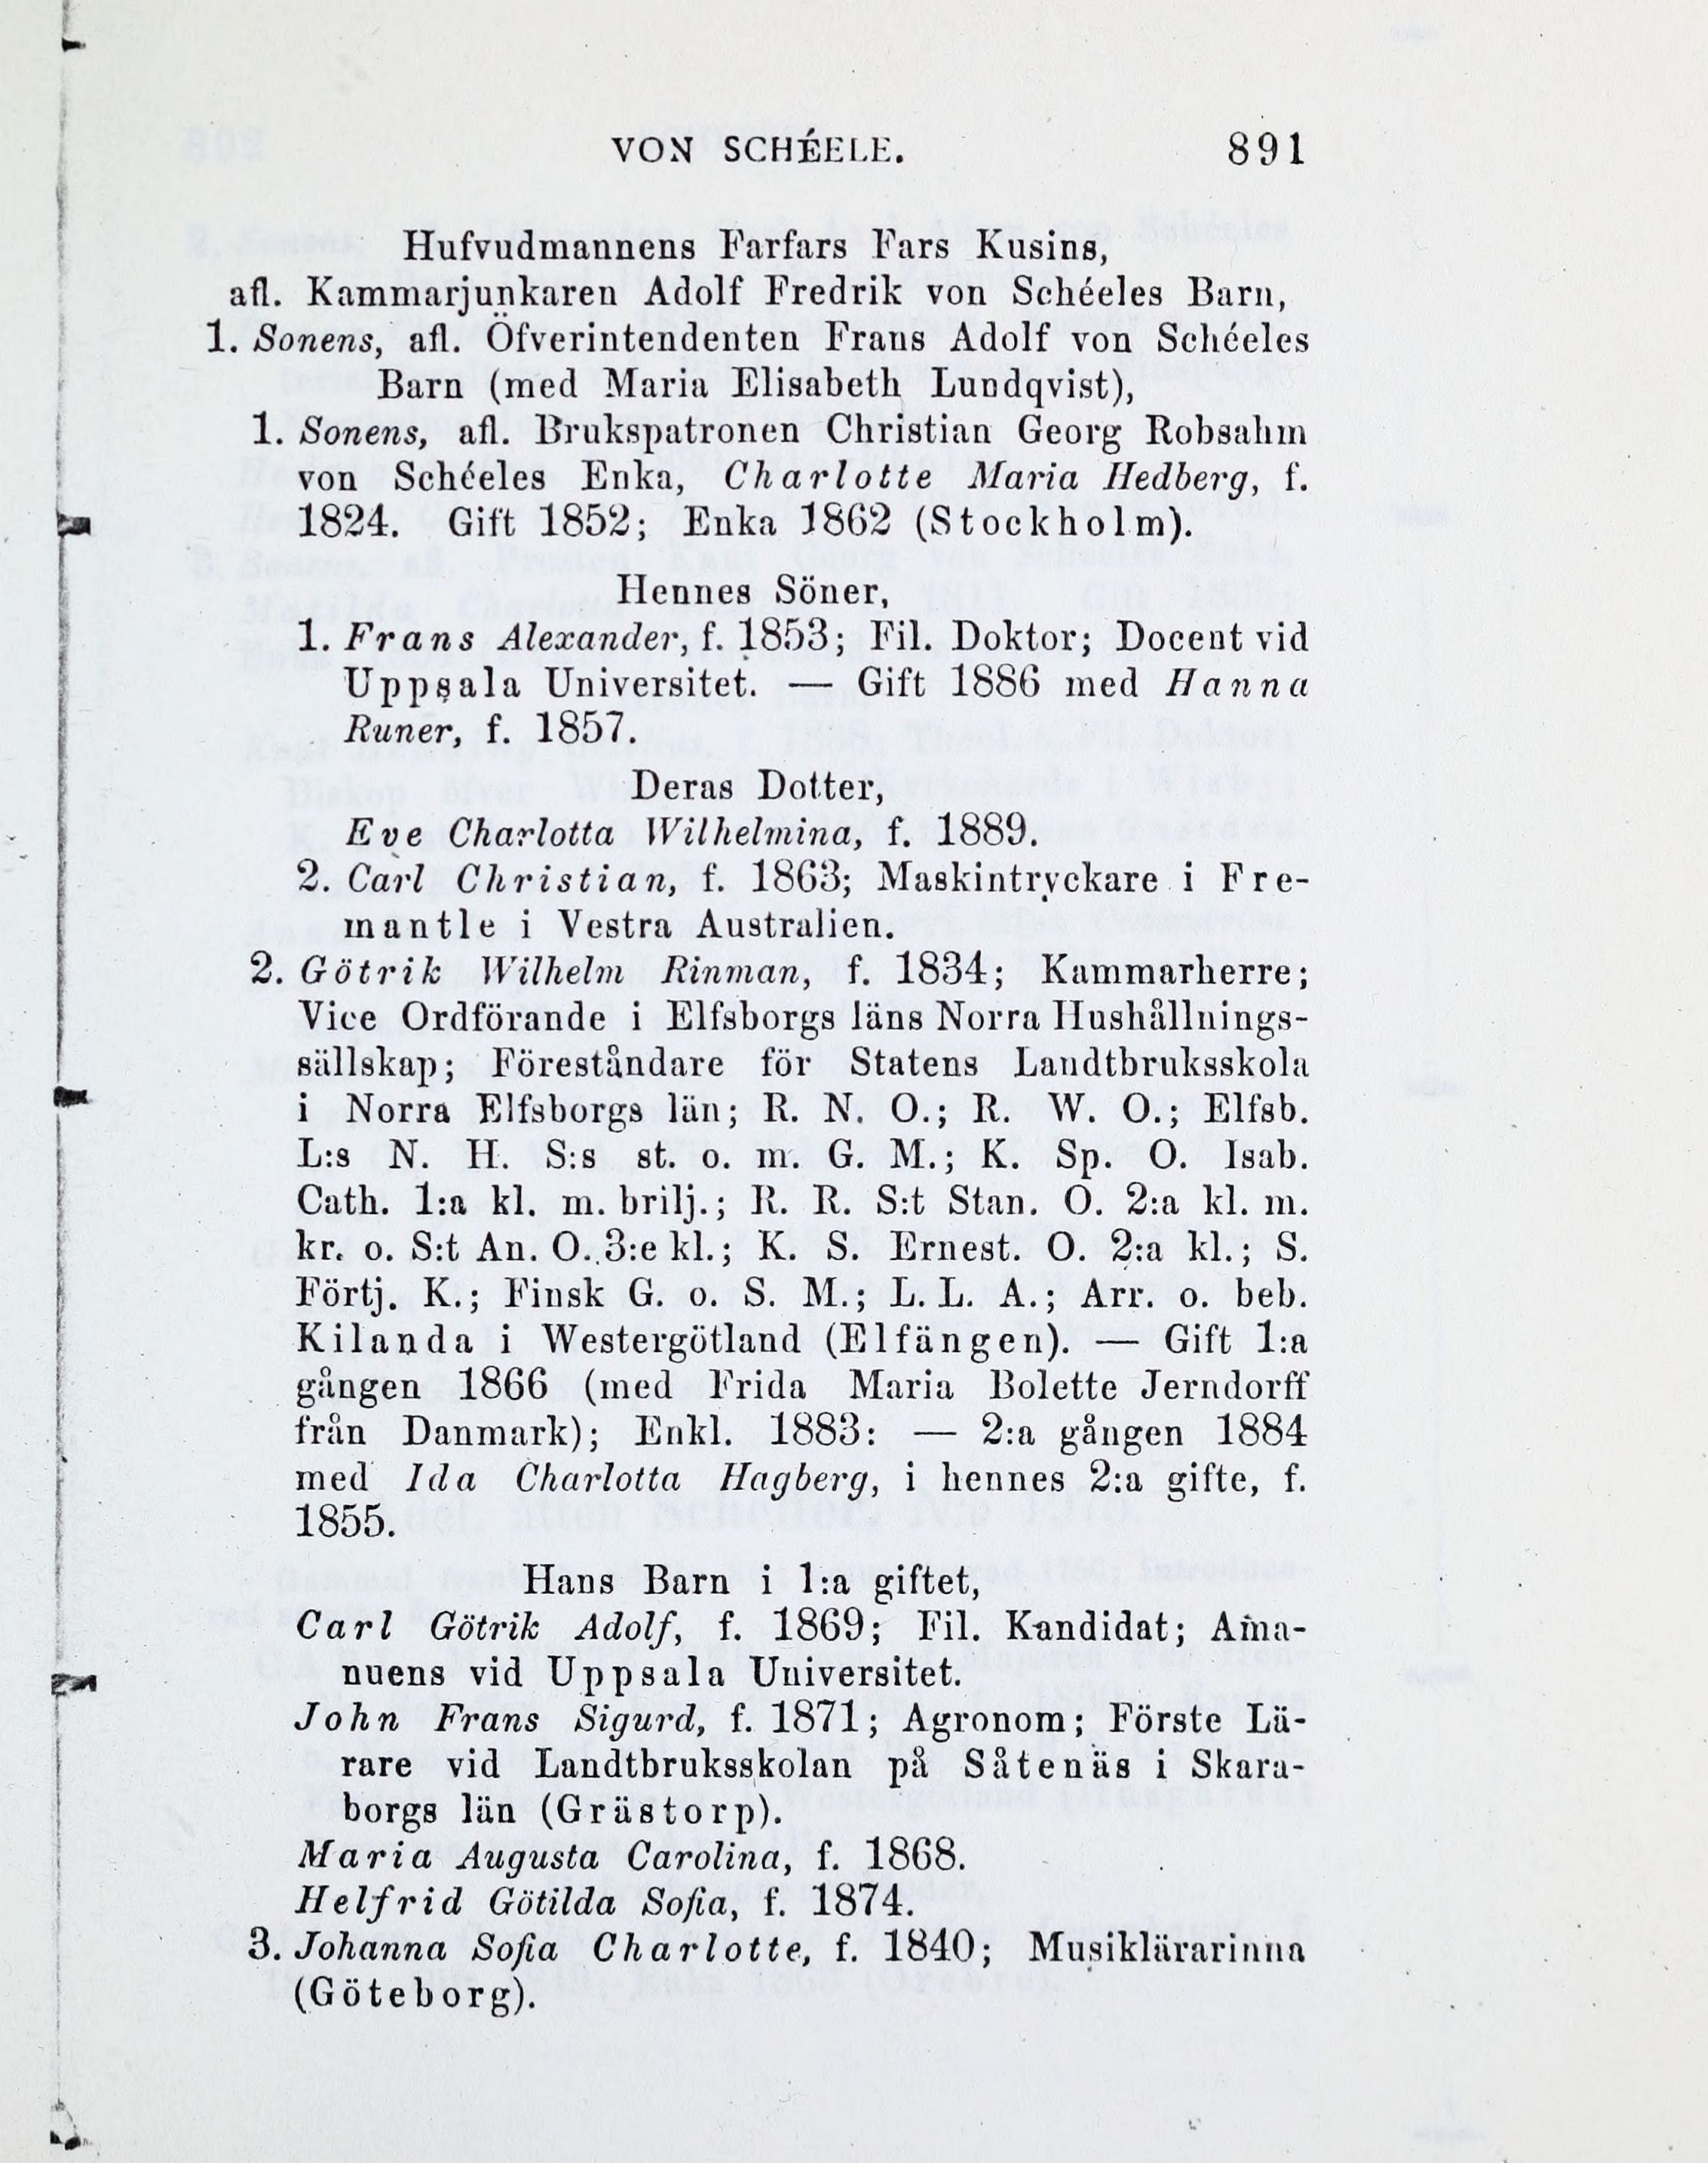 VON SCHÉELE. 891
Hufvudmannens Farfars Fars Kusins,
afl. Kammarjunkaren Adolf Fredrik von Schéeles Barn,
1. Sonens, afl. Öfverintendenten Frans Adolf von Schéeles
Barn (med Maria Elisabeth Lundqvist),
1. Sonens, afl. Brukspatronen Christian Georg Robsahm
von Schéeles Enka, Charlotte Maria Hedberg, f.
1824. Gift 1852; Enka 1862 (Stockholm).
Hennes Söner,
1. Frans Alexander, f. 1853; Fil. Doktor; Docent vid
Uppsala Universitet. — Gift 1886 med Hanna
Runer, f. 1857.
Deras Dotter,
Eve Charlotta Wilhelmina, f. 1889.
2. Carl Christian, f. 1863; Maskintryckare i Fre-
mantle i Vestra Australien.
2. Götrik Wilhelm Rinman, f. 1834; Kammarherre;
Vice Ordförande i Elfsborgs läns Norra Hushållnings-
sällskap; Föreståndare för Statens Landtbruksskola
i Norra Elfsborgs län; R. N. O.; R. W. O.; Elfsb.
L:s N. H. S:s st. o. m. G. M.; K. Sp. O. Isab.
Cath. 1:a kl. m. brilj.; R. R. S:t Stan. O. 2:a kl. m.
kr. o. S:t An. O. 3:e kl.; K. S. Ernest. O. 2:a kl.; S.
Förtj. K.; Finsk G. o. S. M.; L. L. A.; Arr. o. beb.
Kilanda i Westergötland (Elfängen). — Gift 1:a
gången 1866 (med Frida Maria Bolette Jerndorff
från Danmark); Enkl. 1883: — 2:a gången 1884
med Ida Charlotta Hagberg, i hennes 2:a gifte, f.
1855.
Hans Barn i 1:a giftet,
Carl Götrik Adolf, f. 1869; Fil. Kandidat; Ama-
nuens vid Uppsala Universitet.
John Frans Sigurd, f. 1871; Agronom; Förste Lä-
rare vid Landtbruksskolan på Såtenäs i Skara-
borgs län (Grästorp).
Maria Augusta Carolina, f. 1868.
Helfrid Götilda Sofia, f. 1874.
3. Johanna Sofia Charlotte, f. 1840; Musiklärarinna
(Göteborg).